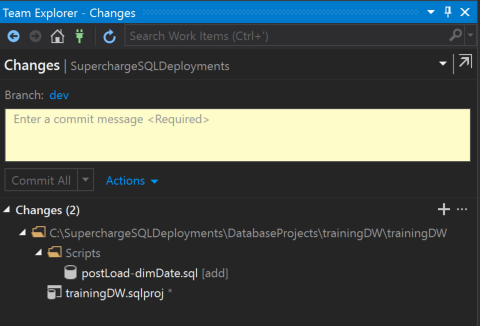 Team Explorer - Changes
Search Work Items (Ctrl+')
Changes | SuperchargeSQLDeployments
Branch: dev
Enter a commit message <Required>
Commit All Actions
Changes (2)
C:\SuperchargeSQLDeployments\DatabaseProjects\trainingDW\trainingDW
Scripts
postLoad-dimDate.sql [add]
trainingDW.sqlproj *